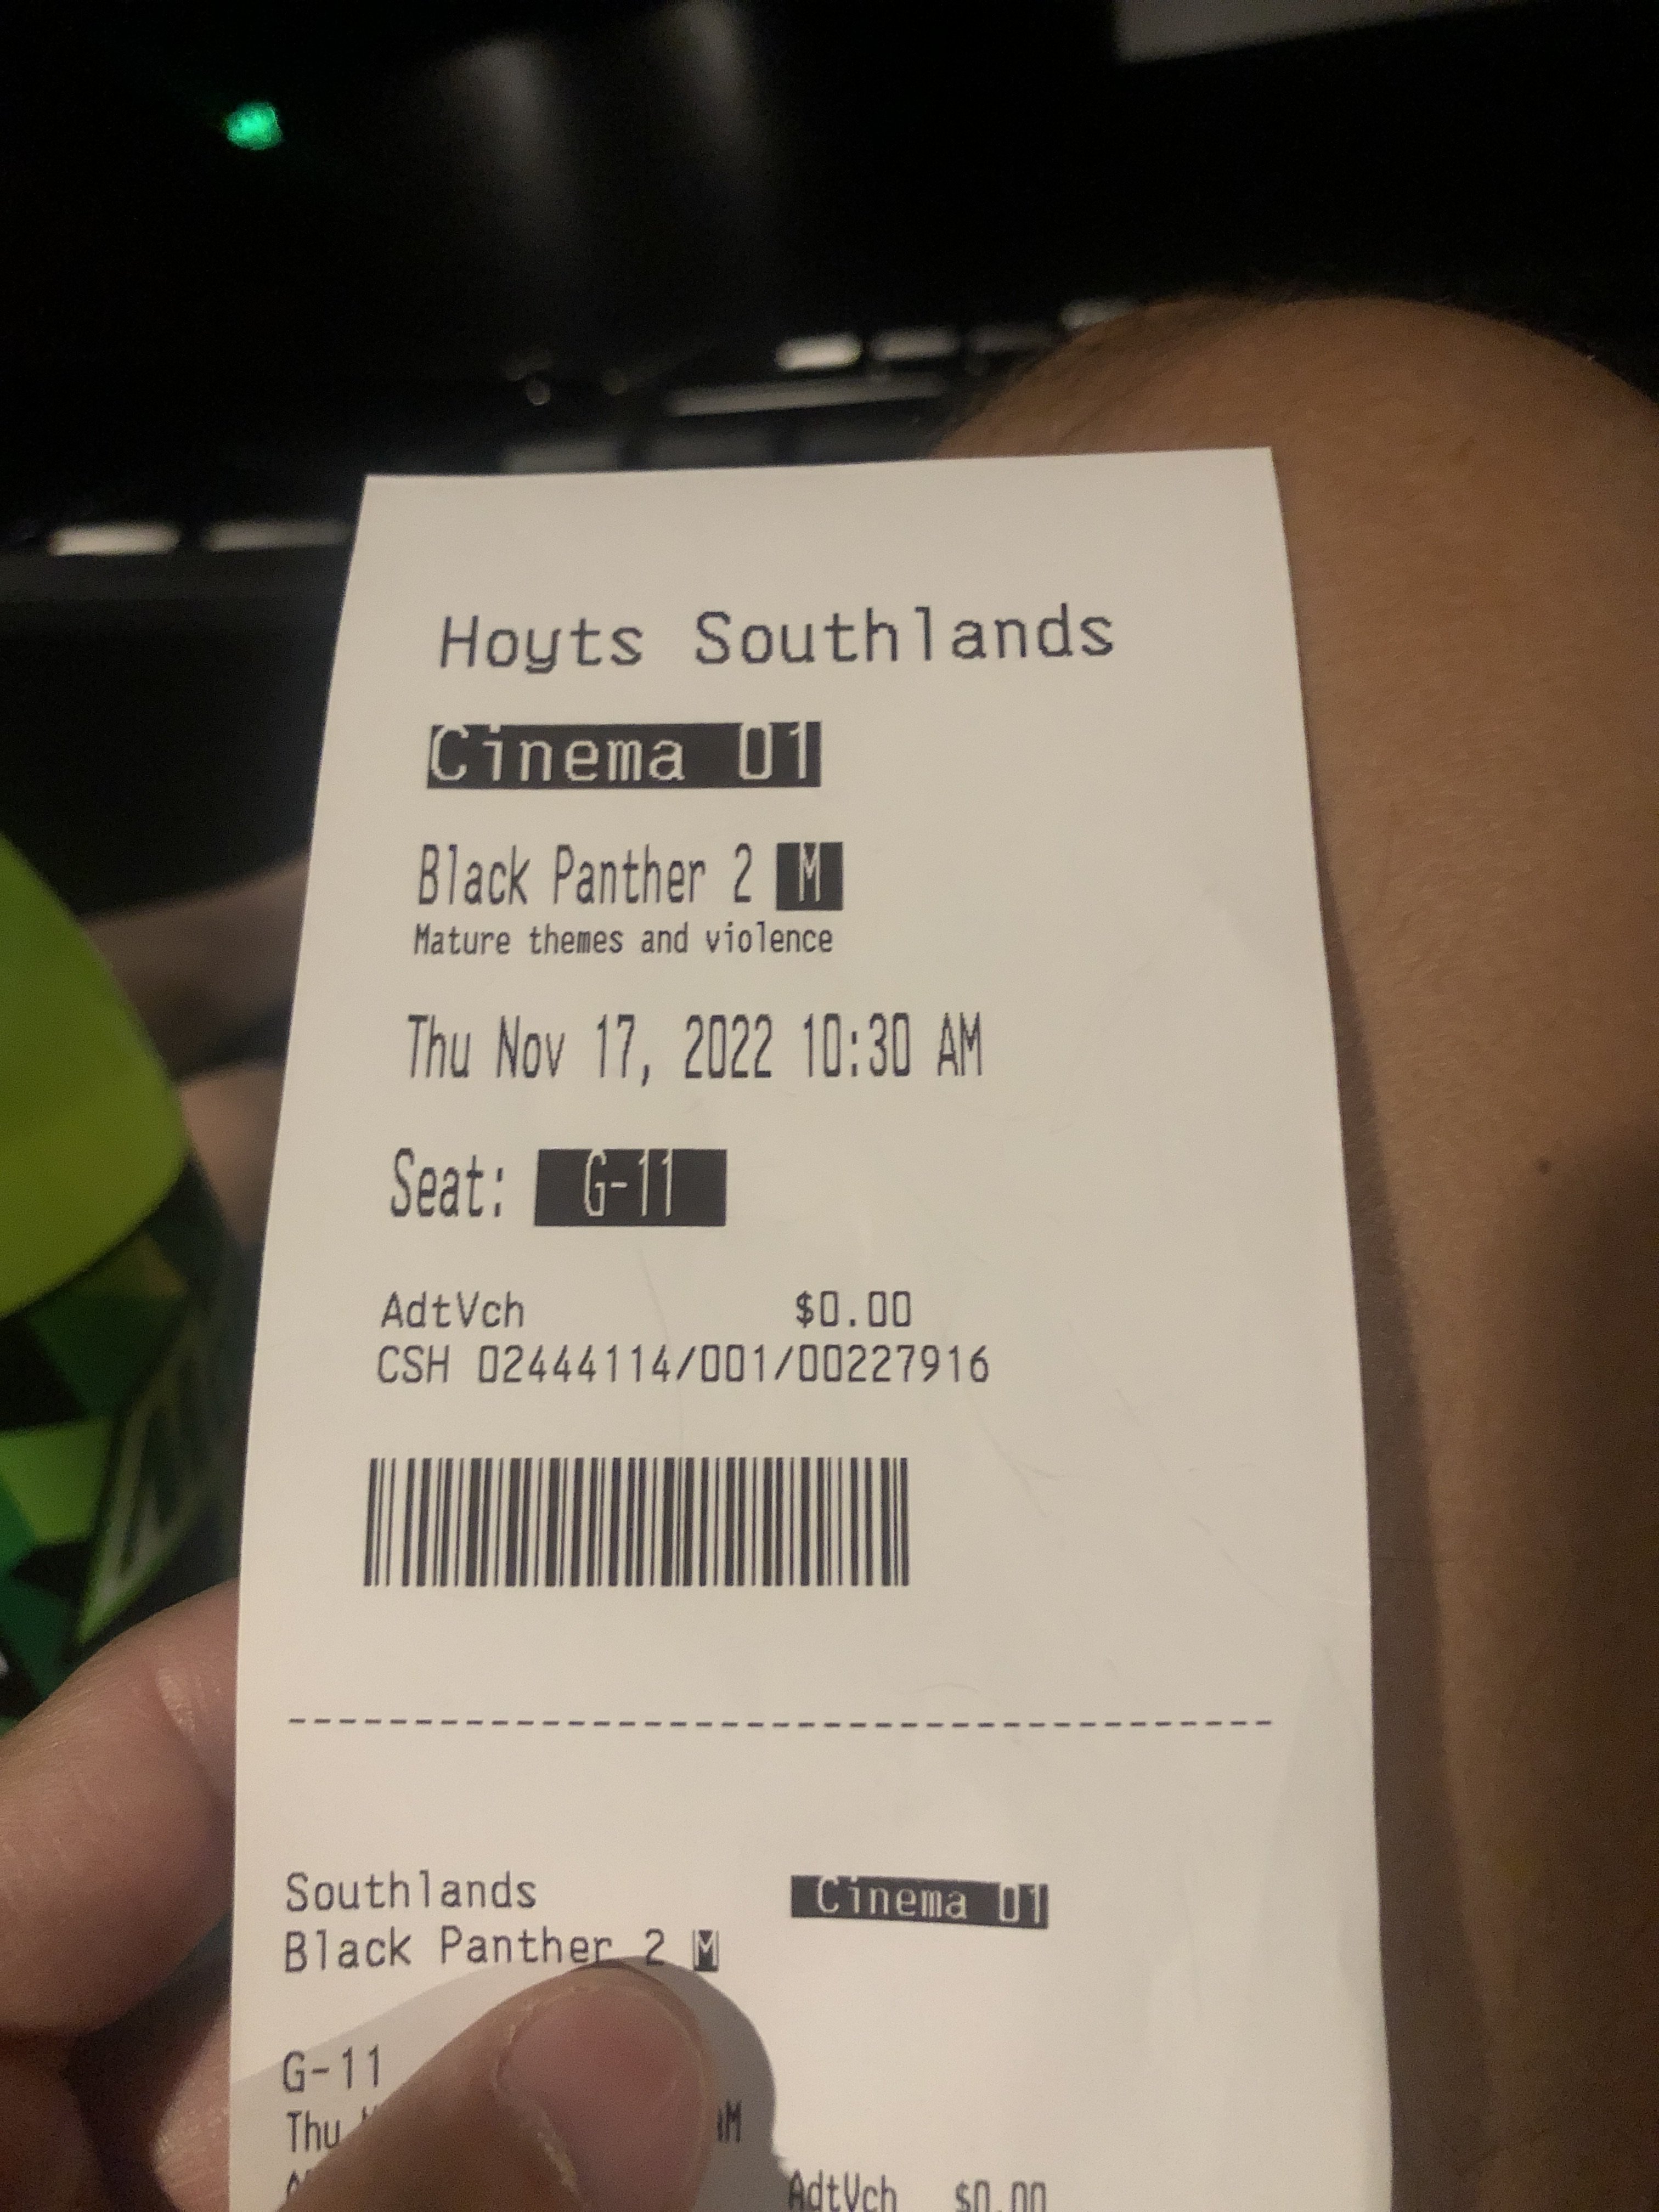 Hoyts Southlands
Cinema 01
Black Panther 2 M
Mature themes and violence
Thu Nov 17, 2022 10:30 AM
Seat: G-11
AdtVch $0.00
CSH 02444114/001/00227916
Southlands Cinema 01
Black Panther 2 M
G-11
Thu
AdtVch $0.00